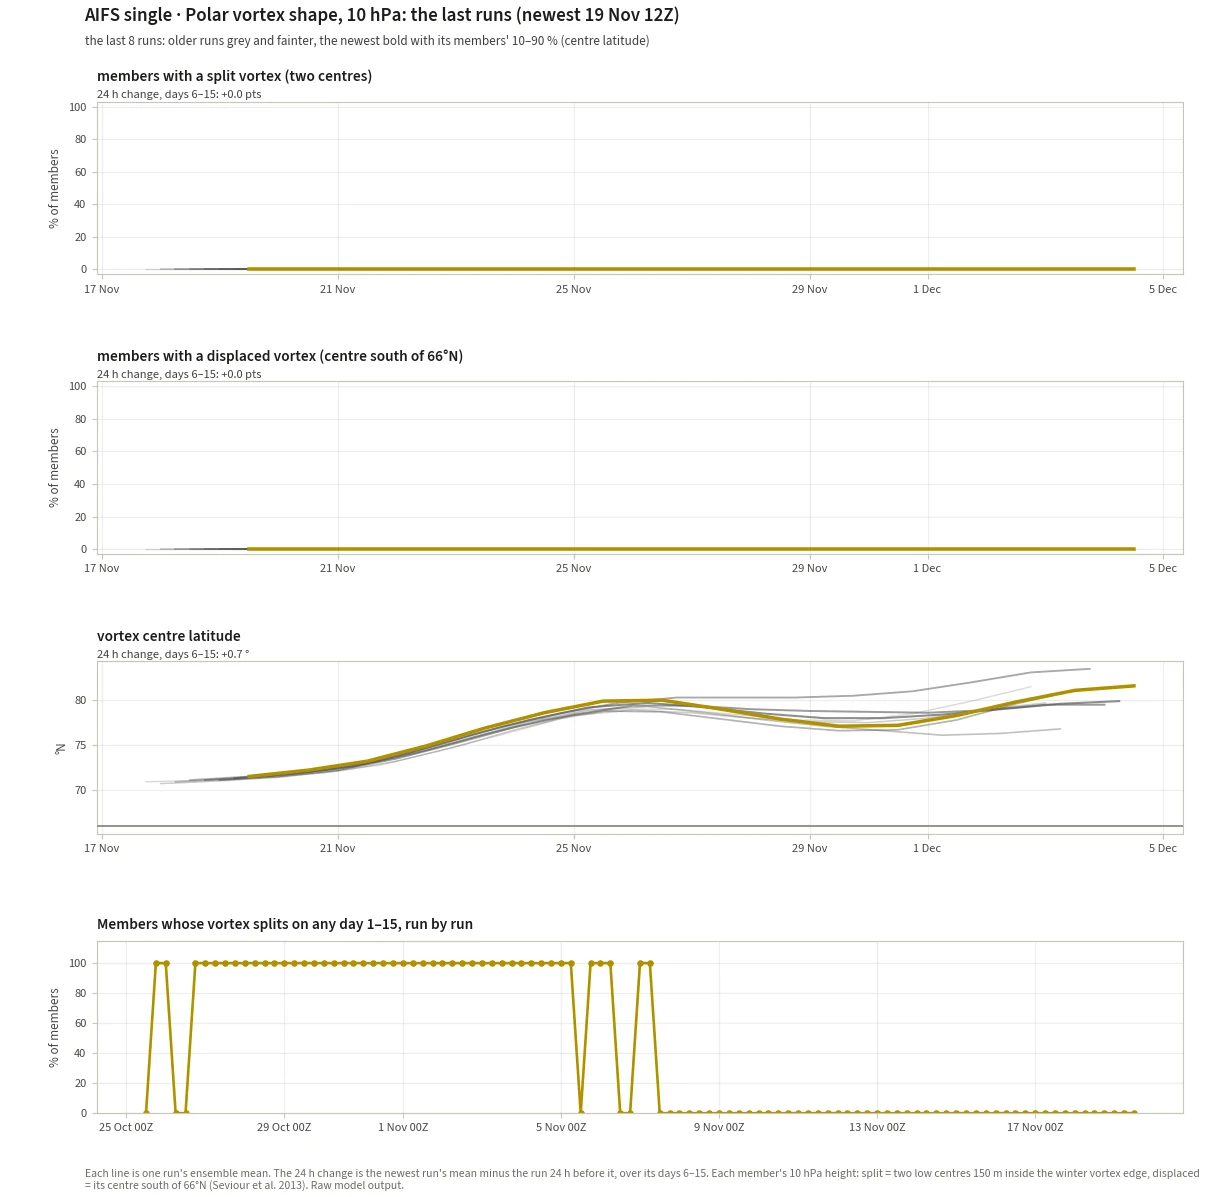 AIFS single · Polar vortex shape, 10 hPa: the last runs (newest 19 Nov 12Z)
the last 8 runs: older runs grey and fainter, the newest bold with its members' 10–90 % (centre latitude)
members with a split vortex (two centres)
24 h change, days 6–15: +0.0 pts
100
80
60
40
20
0
% of members
17 Nov 21 Nov 25 Nov 29 Nov 1 Dec 5 Dec
members with a displaced vortex (centre south of 66°N)
24 h change, days 6–15: +0.0 pts
100
80
60
40
20
0
% of members
17 Nov 21 Nov 25 Nov 29 Nov 1 Dec 5 Dec
vortex centre latitude
24 h change, days 6–15: +0.7 °
80
75
70
°N
17 Nov 21 Nov 25 Nov 29 Nov 1 Dec 5 Dec
Members whose vortex splits on any day 1–15, run by run
100
80
60
40
20
0
% of members
25 Oct 00Z 29 Oct 00Z 1 Nov 00Z 5 Nov 00Z 9 Nov 00Z 13 Nov 00Z 17 Nov 00Z
Each line is one run's ensemble mean. The 24 h change is the newest run's mean minus the run 24 h before it, over its days 6–15. Each member's 10 hPa height: split = two low centres 150 m inside the winter vortex edge, displaced
= its centre south of 66°N (Seviour et al. 2013). Raw model output.